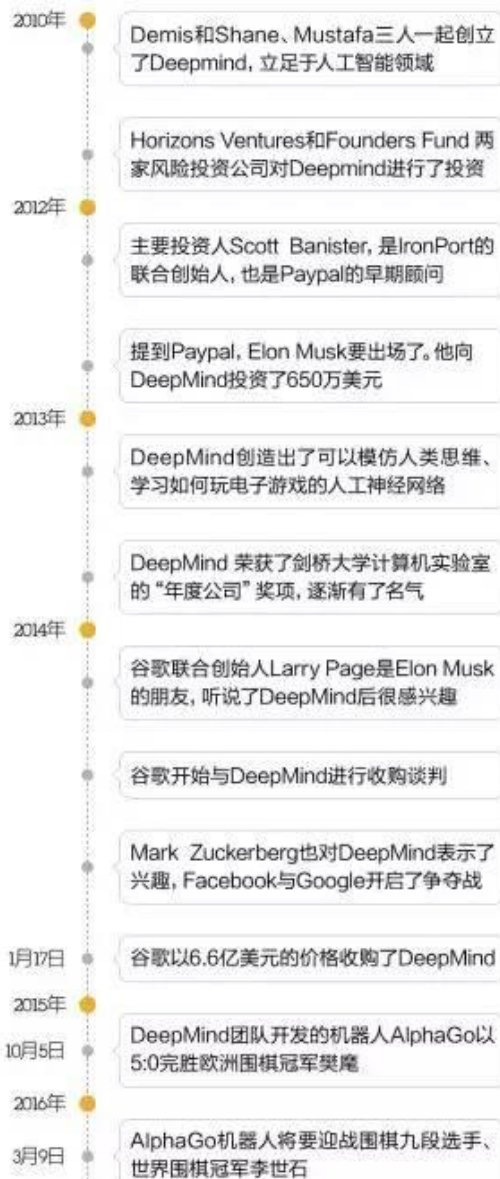 2010年
Demis和Shane、Mustafa三人一起创立
了Deepmind, 立足于人工智能领域
Horizons Ventures和Founders Fund 两
家风险投资公司对Deepmind进行了投资
2012年
主要投资人Scott Banister, 是IronPort的
联合创始人, 也是Paypal的早期顾问
提到Paypal, Elon Musk要出场了。他向
DeepMind投资了650万美元
2013年
DeepMind创造出了可以模仿人类思维、
学习如何玩电子游戏的人工神经网络
DeepMind 荣获了剑桥大学计算机实验室
的“年度公司”奖项, 逐渐有了名气
2014年
谷歌联合创始人Larry Page是Elon Musk
的朋友, 听说了DeepMind后很感兴趣
谷歌开始与DeepMind进行收购谈判
Mark Zuckerberg也对DeepMind表示了
兴趣, Facebook与Google开启了争夺战
1月17日
谷歌以6.6亿美元的价格收购了DeepMind
2015年
10月5日
DeepMind团队开发的机器人AlphaGo以
5:0完胜欧洲围棋冠军樊麾
2016年
3月9日
AlphaGo机器人将要迎战围棋九段选手、
世界围棋冠军李世石